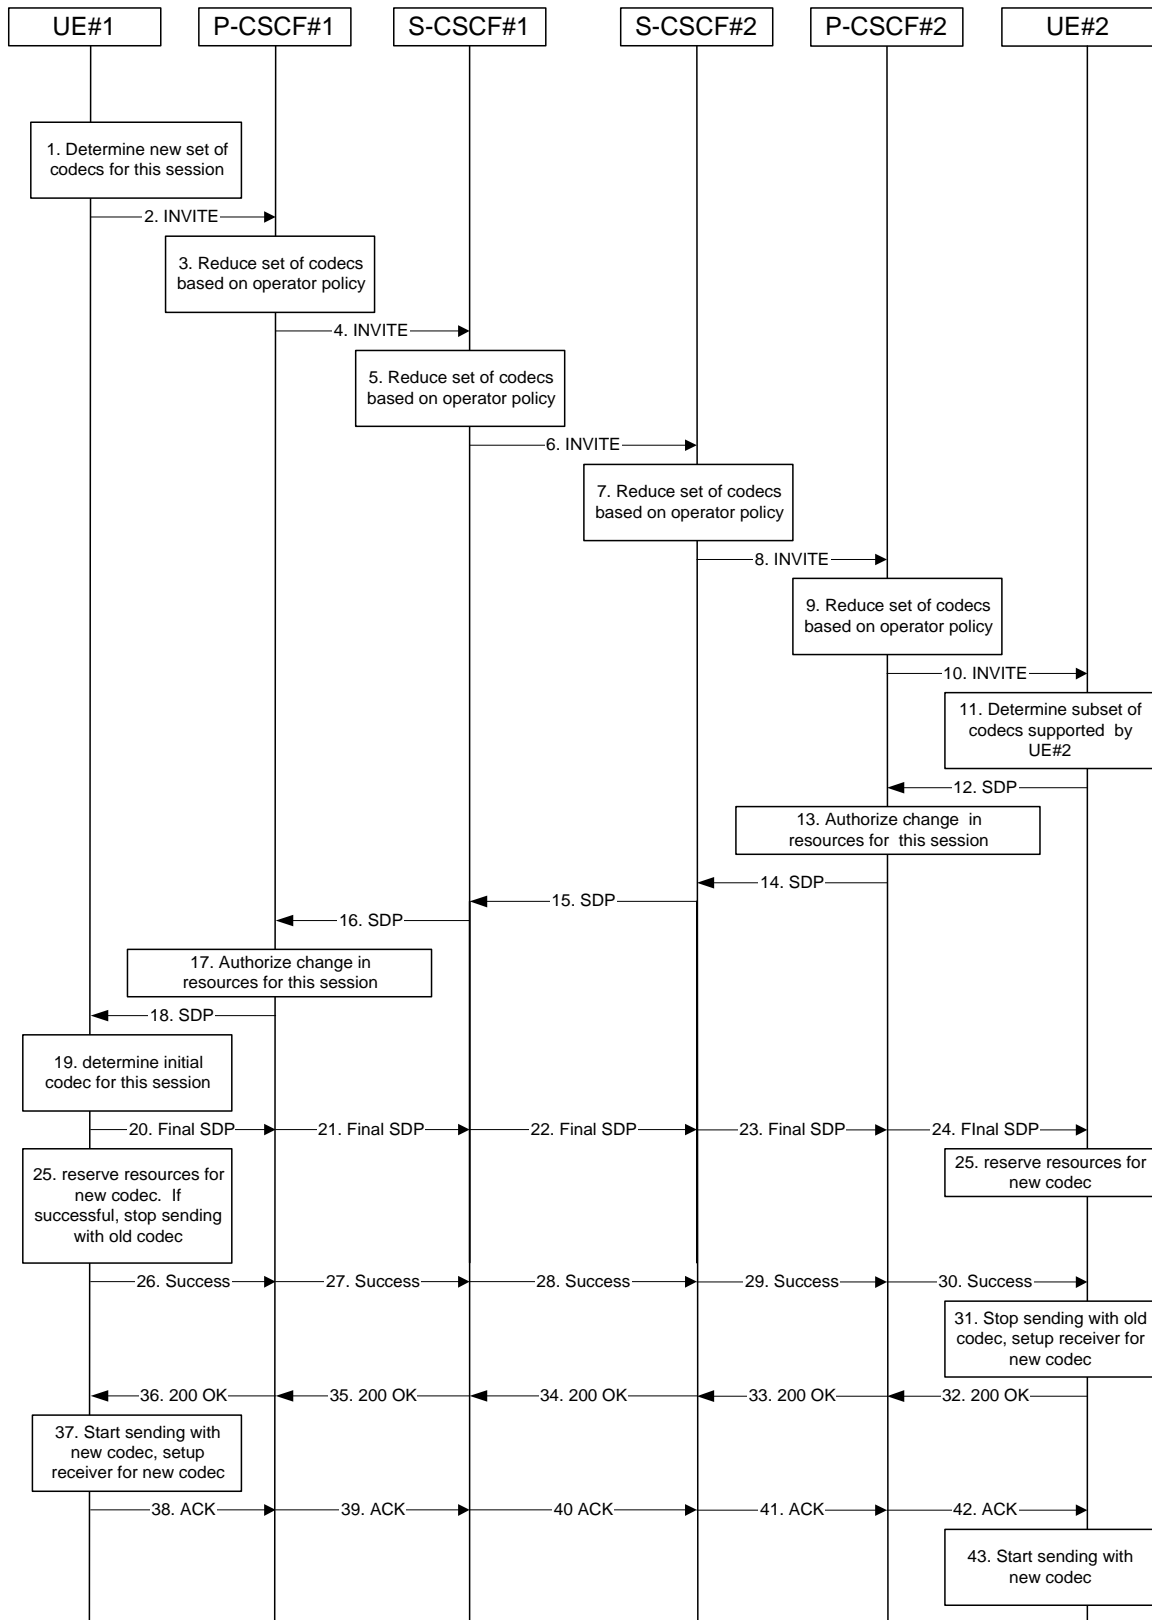 UE#1
P-CSCF#1
S-CSCF#1
S-CSCF#2
P-CSCF#2
UE#2
1. Determine new set of
codecs for this session
2. INVITE
3. Reduce set of codecs
based on operator policy
4. INVITE
5. Reduce set of codecs
based on operator policy
6. INVITE
7. Reduce set of codecs
based on operator policy
8. INVITE
9. Reduce set of codecs
based on operator policy
10. INVITE
11. Determine subset of
codecs supported by
UE#2
12. SDP
13. Authorize change in
resources for this session
14. SDP
15. SDP
16. SDP
17. Authorize change in
resources for this session
18. SDP
19. determine initial
codec for this session
20. Final SDP
21. Final SDP
22. Final SDP
23. Final SDP
24. FInal SDP
25. reserve resources for
new codec. If
successful, stop sending
with old codec
25. reserve resources for
new codec
26. Success
27. Success
28. Success
29. Success
30. Success
31. Stop sending with old
codec, setup receiver for
new codec
36. 200 OK
35. 200 OK
34. 200 OK
33. 200 OK
32. 200 OK
37. Start sending with
new codec, setup
receiver for new codec
38. ACK
39. ACK
40 ACK
41. ACK
42. ACK
43. Start sending with
new codec